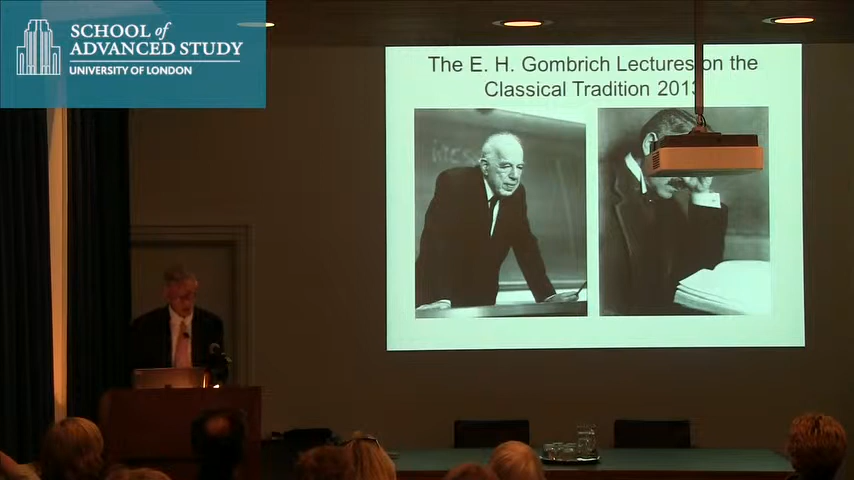 SCHOOL of
ADVANCED STUDY
UNIVERSITY OF LONDON
The E. H. Gombrich Lectures on the
Classical Tradition 2013